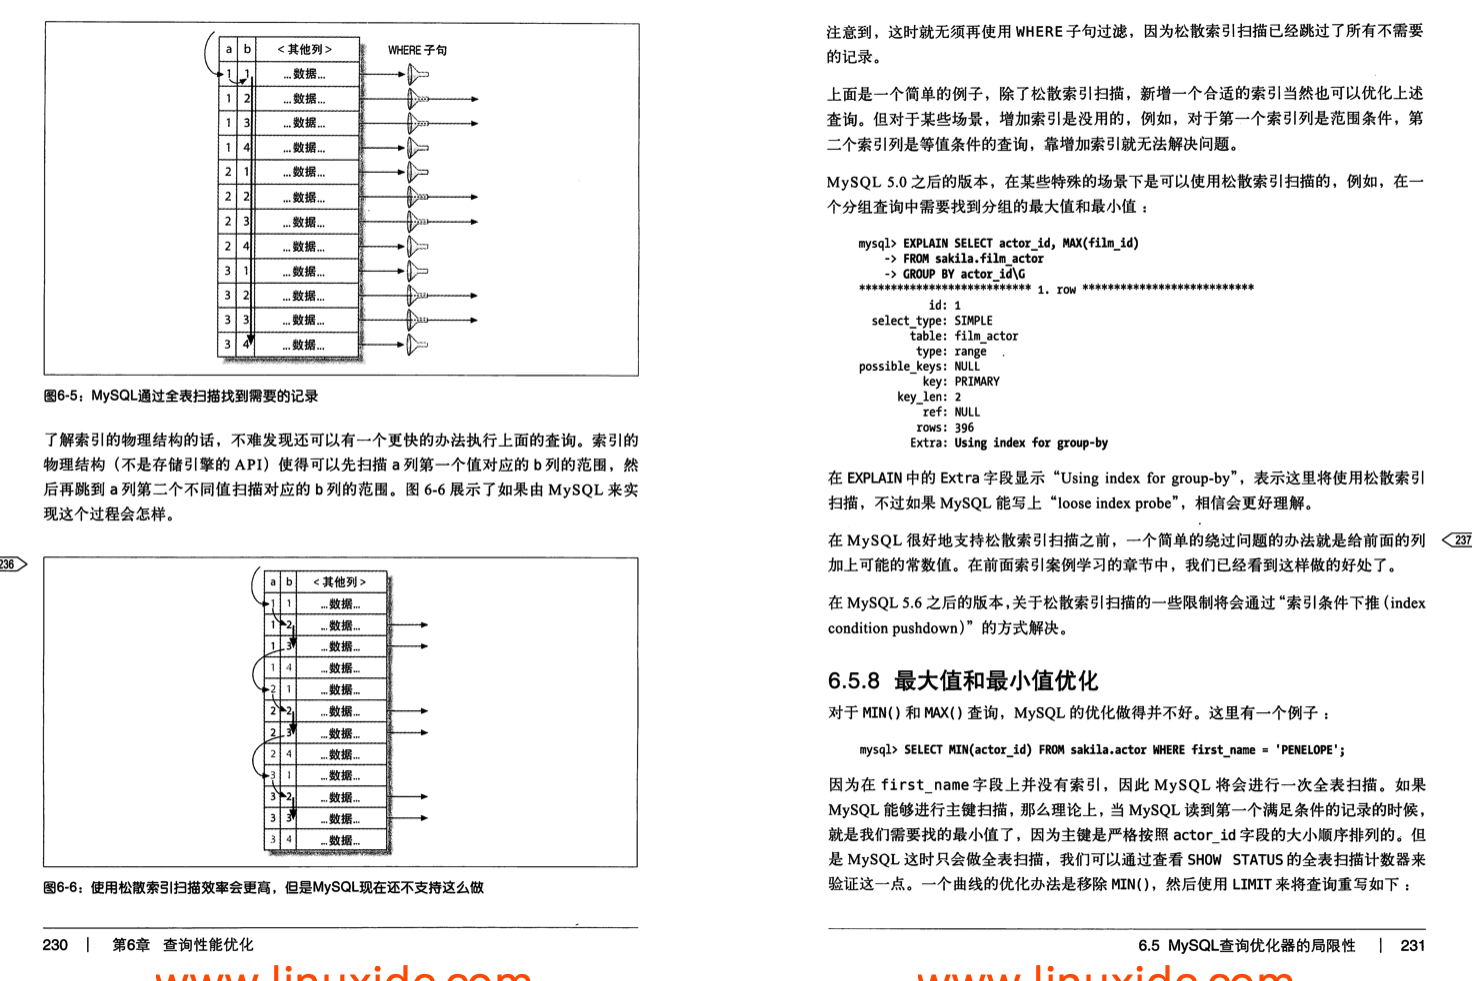 a b <其他列> WHERE 子句
1 1 ...数据...
1 2 ...数据...
1 3 ...数据...
1 4 ...数据...
2 1 ...数据...
2 2 ...数据...
2 3 ...数据...
2 4 ...数据...
3 1 ...数据...
3 2 ...数据...
3 3 ...数据...
3 4 ...数据...
图6-5：MySQL通过全表扫描找到需要的记录
了解索引的物理结构的话，不难发现还可以有一个更快的办法执行上面的查询。索引的
物理结构（不是存储引擎的 API）使得可以先扫描 a 列第一个值对应的 b 列的范围，然
后再跳到 a 列第二个不同值扫描对应的 b 列的范围。图 6-6 展示了如果由 MySQL 来实
现这个过程会怎样。
236
a b <其他列>
1 1 ...数据...
1 2 ...数据...
1 3 ...数据...
1 4 ...数据...
2 1 ...数据...
2 2 ...数据...
2 3 ...数据...
2 4 ...数据...
3 1 ...数据...
3 2 ...数据...
3 3 ...数据...
3 4 ...数据...
图6-6：使用松散索引扫描效率会更高，但是MySQL现在还不支持这么做
230 | 第6章 查询性能优化
www.linuxidc.com
注意到，这时就无须再使用 WHERE 子句过滤，因为松散索引扫描已经跳过了所有不需要
的记录。
上面是一个简单的例子，除了松散索引扫描，新增一个合适的索引当然也可以优化上述
查询。但对于某些场景，增加索引是没用的，例如，对于第一个索引列是范围条件，第
二个索引列是等值条件的查询，靠增加索引就无法解决问题。
MySQL 5.0 之后的版本，在某些特殊的场景下是可以使用松散索引扫描的，例如，在一
个分组查询中需要找到分组的最大值和最小值：
mysql> EXPLAIN SELECT actor_id, MAX(film_id)
-> FROM sakila.film_actor
-> GROUP BY actor_id\G
*************************** 1. row ***************************
id: 1
select_type: SIMPLE
table: film_actor
type: range
possible_keys: NULL
key: PRIMARY
key_len: 2
ref: NULL
rows: 396
Extra: Using index for group-by
在 EXPLAIN 中的 Extra 字段显示“Using index for group-by”，表示这里将使用松散索引
扫描，不过如果 MySQL 能写上“loose index probe”，相信会更好理解。
在 MySQL 很好地支持松散索引扫描之前，一个简单的绕过问题的办法就是给前面的列
加上可能的常数值。在前面索引案例学习的章节中，我们已经看到这样做的好处了。
237
在 MySQL 5.6 之后的版本，关于松散索引扫描的一些限制将会通过“索引条件下推（index
condition pushdown）”的方式解决。
6.5.8 最大值和最小值优化
对于 MIN() 和 MAX() 查询，MySQL 的优化做得并不好。这里有一个例子：
mysql> SELECT MIN(actor_id) FROM sakila.actor WHERE first_name = 'PENELOPE';
因为在 first_name 字段上并没有索引，因此 MySQL 将会进行一次全表扫描。如果
MySQL 能够进行主键扫描，那么理论上，当 MySQL 读到第一个满足条件的记录的时候，
就是我们需要找的最小值了，因为主键是严格按照 actor_id 字段的大小顺序排列的。但
是 MySQL 这时只会做全表扫描，我们可以通过查看 SHOW STATUS 的全表扫描计数器来
验证这一点。一个曲线的优化办法是移除 MIN()，然后使用 LIMIT 来将查询重写如下：
6.5 MySQL查询优化器的局限性 | 231
www.linuxidc.com